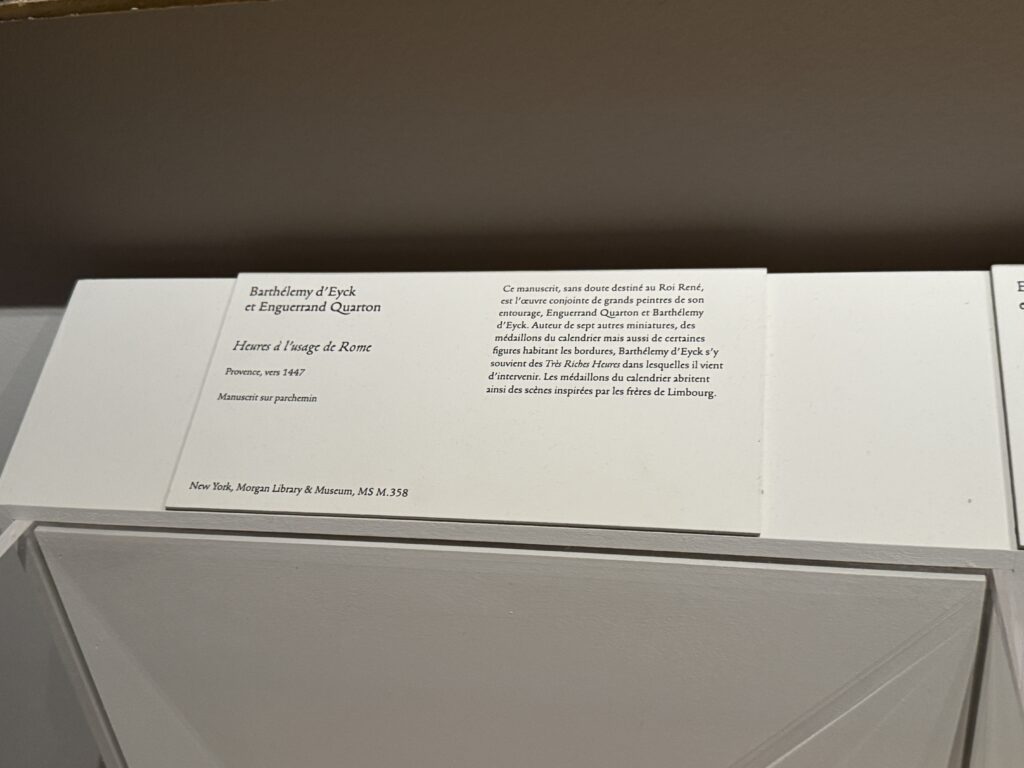 Barthélemy d'Eyck
et Enguerrand Quarton
Heures à l'usage de Rome
Provence, vers 1447
Manuscrit sur parchemin
New York, Morgan Library & Museum, MS M.358
Ce manuscrit, sans doute destiné au Roi René,
est l'œuvre conjointe de grands peintres de son
entourage, Enguerrand Quarton et Barthélemy
d'Eyck. Auteur de sept autres miniatures, des
médaillons du calendrier mais aussi de certaines
figures habitant les bordures, Barthélemy d'Eyck s'y
souvient des Très Riches Heures dans lesquelles il vient
d'intervenir. Les médaillons du calendrier abritent
ainsi des scènes inspirées par les frères de Limbourg.